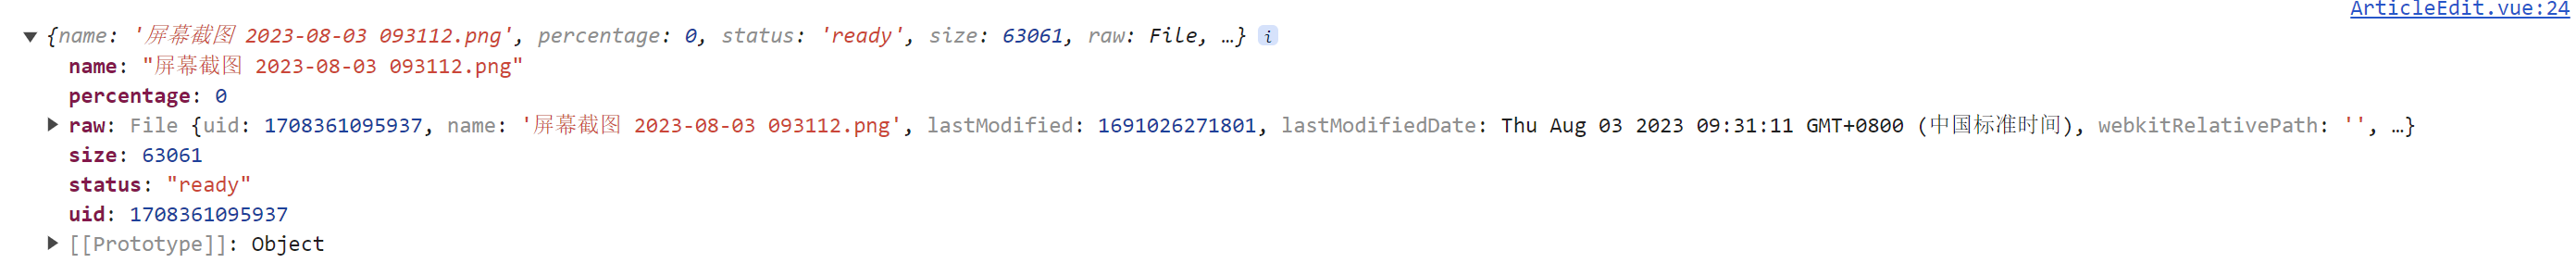 ArticleEdit.vue:24
{name: '屏幕截图 2023-08-03 093112.png', percentage: 0, status: 'ready', size: 63061, raw: File, …} i
name: "屏幕截图 2023-08-03 093112.png"
percentage: 0
raw: File {uid: 1708361095937, name: '屏幕截图 2023-08-03 093112.png', lastModified: 1691026271801, lastModifiedDate: Thu Aug 03 2023 09:31:11 GMT+0800 (中国标准时间), webkitRelativePath: '', …}
size: 63061
status: "ready"
uid: 1708361095937
[[Prototype]]: Object